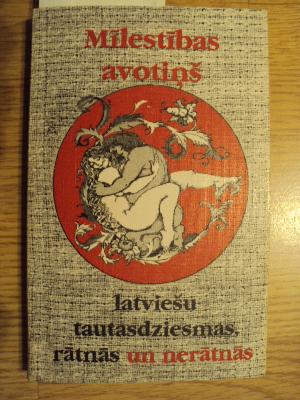 Mīlestības
avotiņš
latviešu
tautasdziesmas,
rātnās un nerātnās